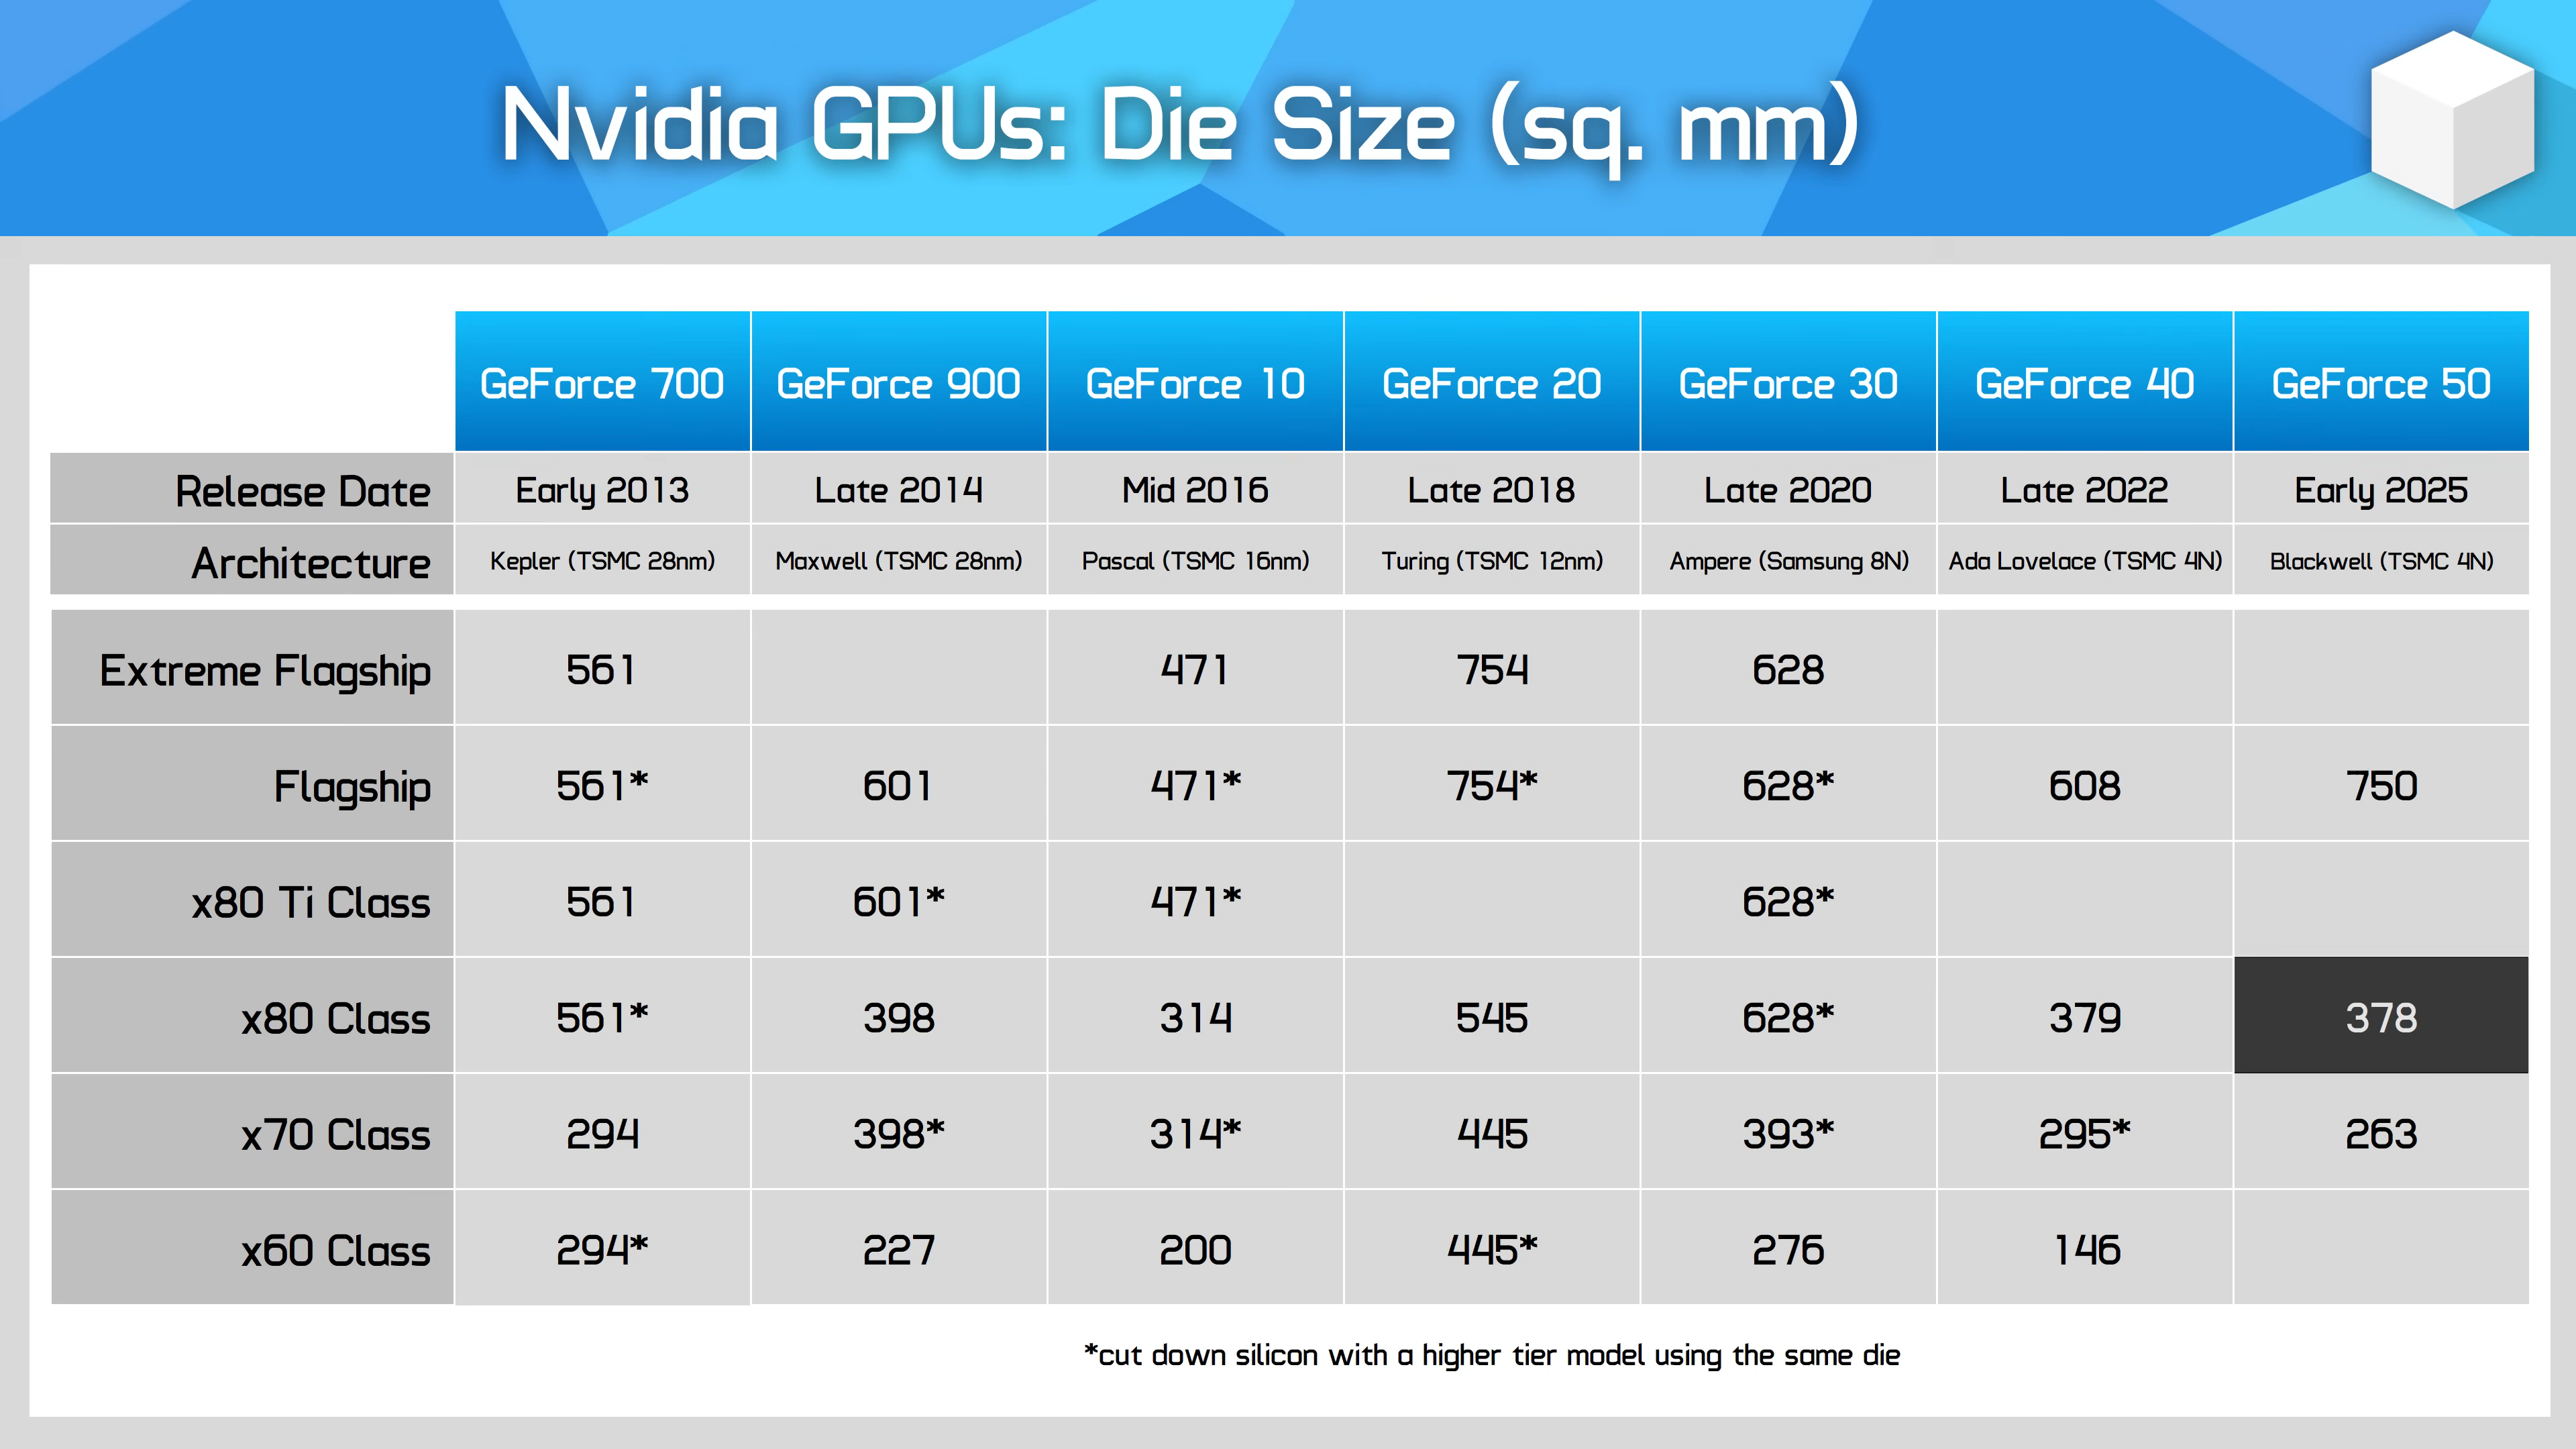 Nvidia GPUs: Die Size (sq. mm)
GeForce 700 GeForce 900 GeForce 10 GeForce 20 GeForce 30 GeForce 40 GeForce 50
Release Date Early 2013 Late 2014 Mid 2016 Late 2018 Late 2020 Late 2022 Early 2025
Architecture Kepler (TSMC 28nm) Maxwell (TSMC 28nm) Pascal (TSMC 16nm) Turing (TSMC 12nm) Ampere (Samsung 8N) Ada Lovelace (TSMC 4N) Blackwell (TSMC 4N)
Extreme Flagship 561 471 754 628
Flagship 561* 601 471* 754* 628* 608 750
x80 Ti Class 561 601* 471* 628*
x80 Class 561* 398 314 545 628* 379 378
x70 Class 294 398* 314* 445 393* 295* 263
x60 Class 294* 227 200 445* 276 146
*cut down silicon with a higher tier model using the same die